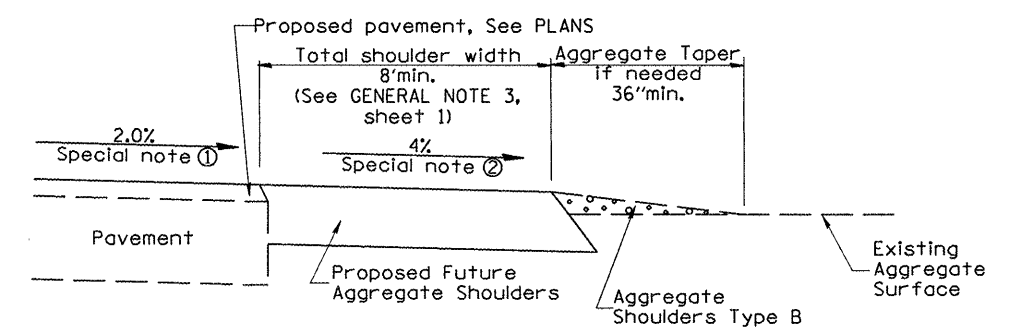 Proposed pavement, See PLANS
Total shoulder width
8'min.
(See GENERAL NOTE 3,
sheet 1)
Aggregate Taper
if needed
36"min.
2.0%
Special note ①
4%
Special note ②
Pavement
Proposed Future
Aggregate Shoulders
Aggregate
Shoulders Type B
Existing
Aggregate
Surface